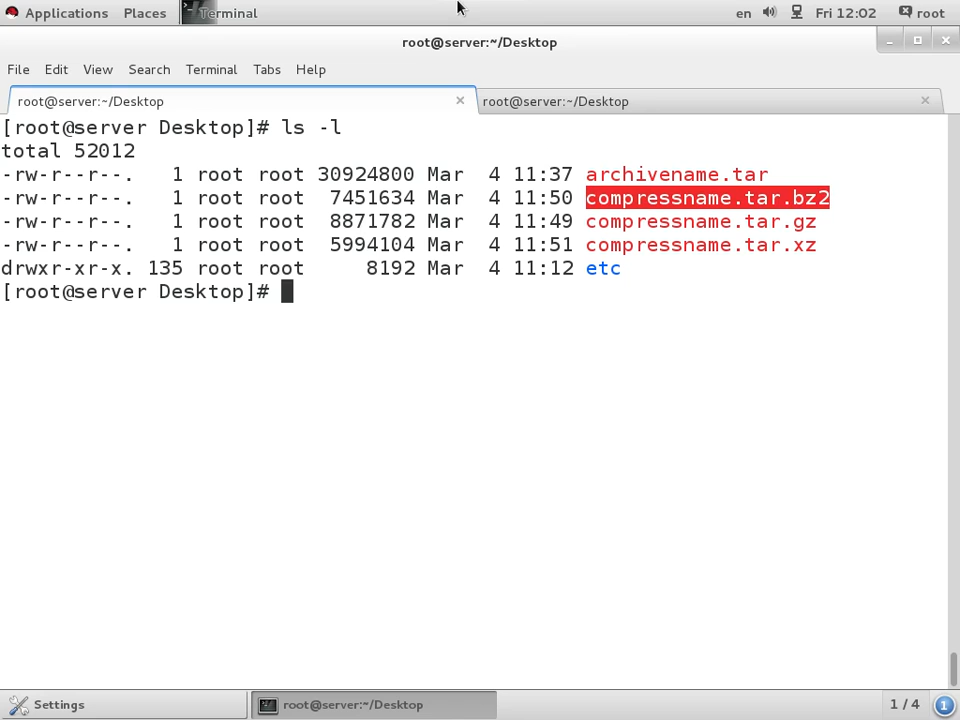 Applications Places Terminal en Fri 12:02 root
root@server:~/Desktop
File Edit View Search Terminal Tabs Help
root@server:~/Desktop root@server:~/Desktop
[root@server Desktop]# ls -l
total 52012
-rw-r--r--. 1 root root 30924800 Mar 4 11:37 archivename.tar
-rw-r--r--. 1 root root 7451634 Mar 4 11:50 compressname.tar.bz2
-rw-r--r--. 1 root root 8871782 Mar 4 11:49 compressname.tar.gz
-rw-r--r--. 1 root root 5994104 Mar 4 11:51 compressname.tar.xz
drwxr-xr-x. 135 root root 8192 Mar 4 11:12 etc
[root@server Desktop]#
Settings root@server:~/Desktop 1 / 4 1